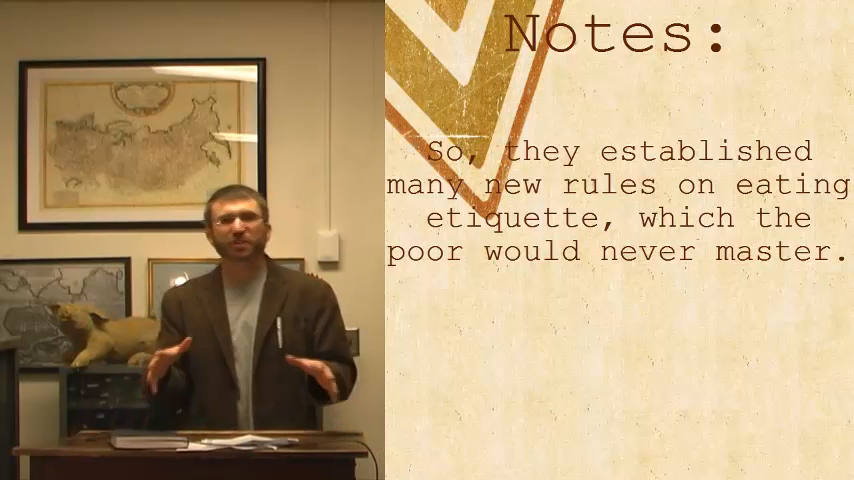 Notes:
So, they established
many new rules on eating
etiquette, which the
poor would never master.